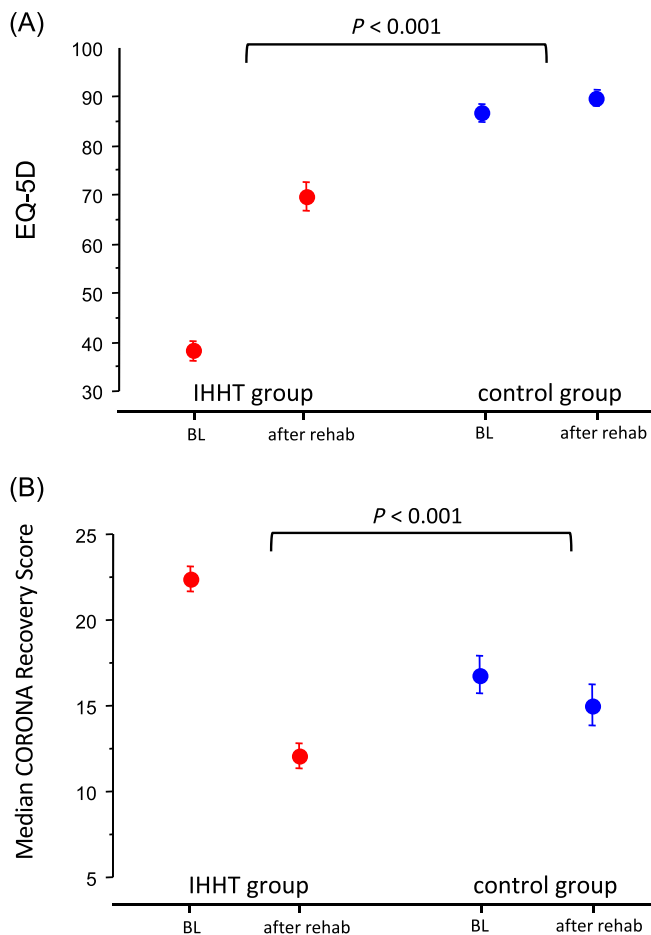 (A)
P < 0.001
EQ-5D
100
90
80
70
60
50
40
30
IHHT group
control group
BL
after rehab
BL
after rehab
(B)
P < 0.001
Median CORONA Recovery Score
25
20
15
10
5
IHHT group
control group
BL
after rehab
BL
after rehab